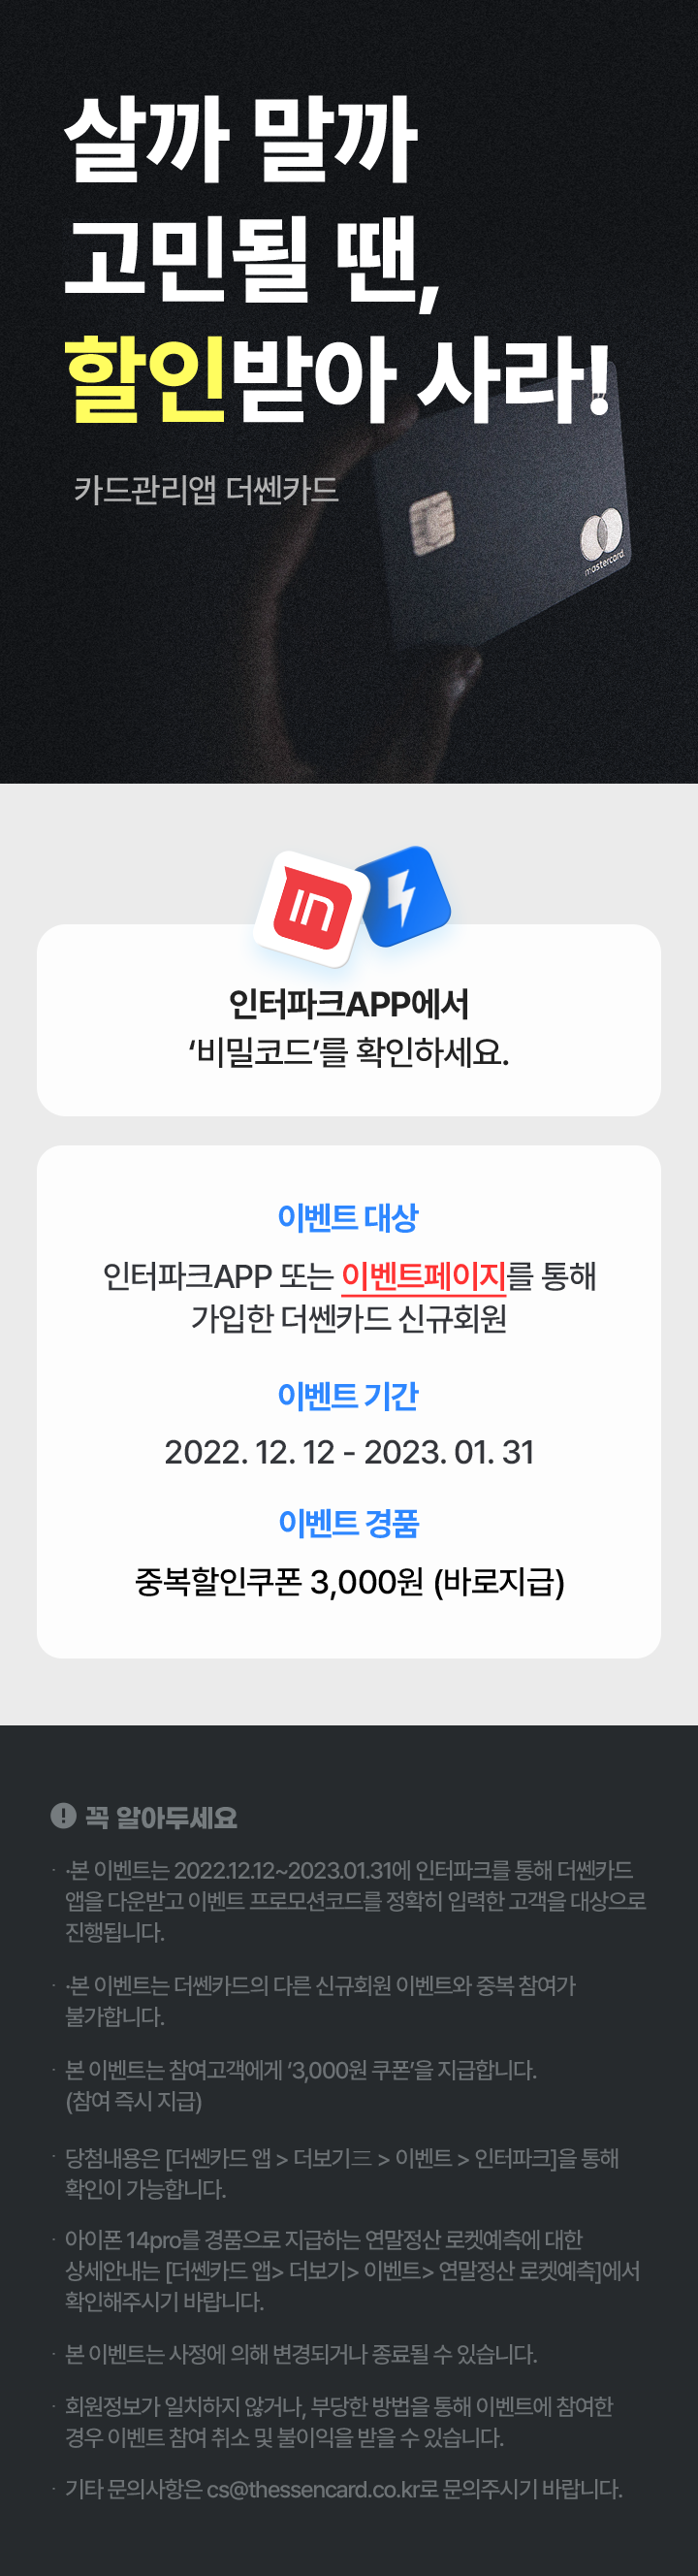 살까 말까
고민될 땐,
할인받아 사라!
카드관리앱 더쎈카드
mastercard.
in
인터파크APP에서
‘비밀코드’를 확인하세요.
이벤트 대상
인터파크APP 또는 이벤트페이지를 통해
가입한 더쎈카드 신규회원
이벤트 기간
2022. 12. 12 - 2023. 01. 31
이벤트 경품
중복할인쿠폰 3,000원 (바로지급)
꼭 알아두세요
· ·본 이벤트는 2022.12.12~2023.01.31에 인터파크를 통해 더쎈카드
앱을 다운받고 이벤트 프로모션코드를 정확히 입력한 고객을 대상으로
진행됩니다.
· ·본 이벤트는 더쎈카드의 다른 신규회원 이벤트와 중복 참여가
불가합니다.
· 본 이벤트는 참여고객에게 ‘3,000원 쿠폰’을 지급합니다.
(참여 즉시 지급)
· 당첨내용은 [더쎈카드 앱 > 더보기☰ > 이벤트 > 인터파크]을 통해
확인이 가능합니다.
· 아이폰 14pro를 경품으로 지급하는 연말정산 로켓예측에 대한
상세안내는 [더쎈카드 앱> 더보기> 이벤트> 연말정산 로켓예측]에서
확인해주시기 바랍니다.
· 본 이벤트는 사정에 의해 변경되거나 종료될 수 있습니다.
· 회원정보가 일치하지 않거나, 부당한 방법을 통해 이벤트에 참여한
경우 이벤트 참여 취소 및 불이익을 받을 수 있습니다.
· 기타 문의사항은 cs@thessencard.co.kr로 문의주시기 바랍니다.